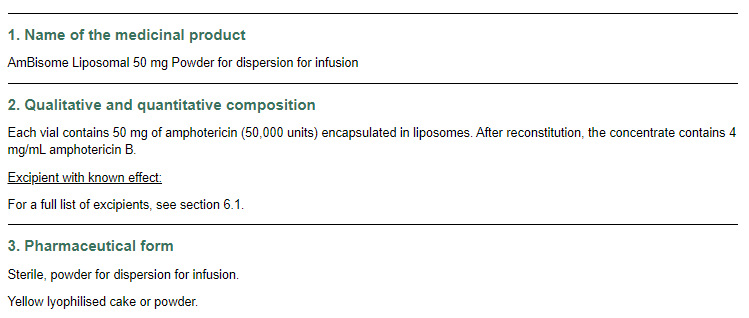 1. Name of the medicinal product
AmBisome Liposomal 50 mg Powder for dispersion for infusion
2. Qualitative and quantitative composition
Each vial contains 50 mg of amphotericin (50,000 units) encapsulated in liposomes. After reconstitution, the concentrate contains 4
mg/mL amphotericin B.
Excipient with known effect:
For a full list of excipients, see section 6.1.
3. Pharmaceutical form
Sterile, powder for dispersion for infusion.
Yellow lyophilised cake or powder.